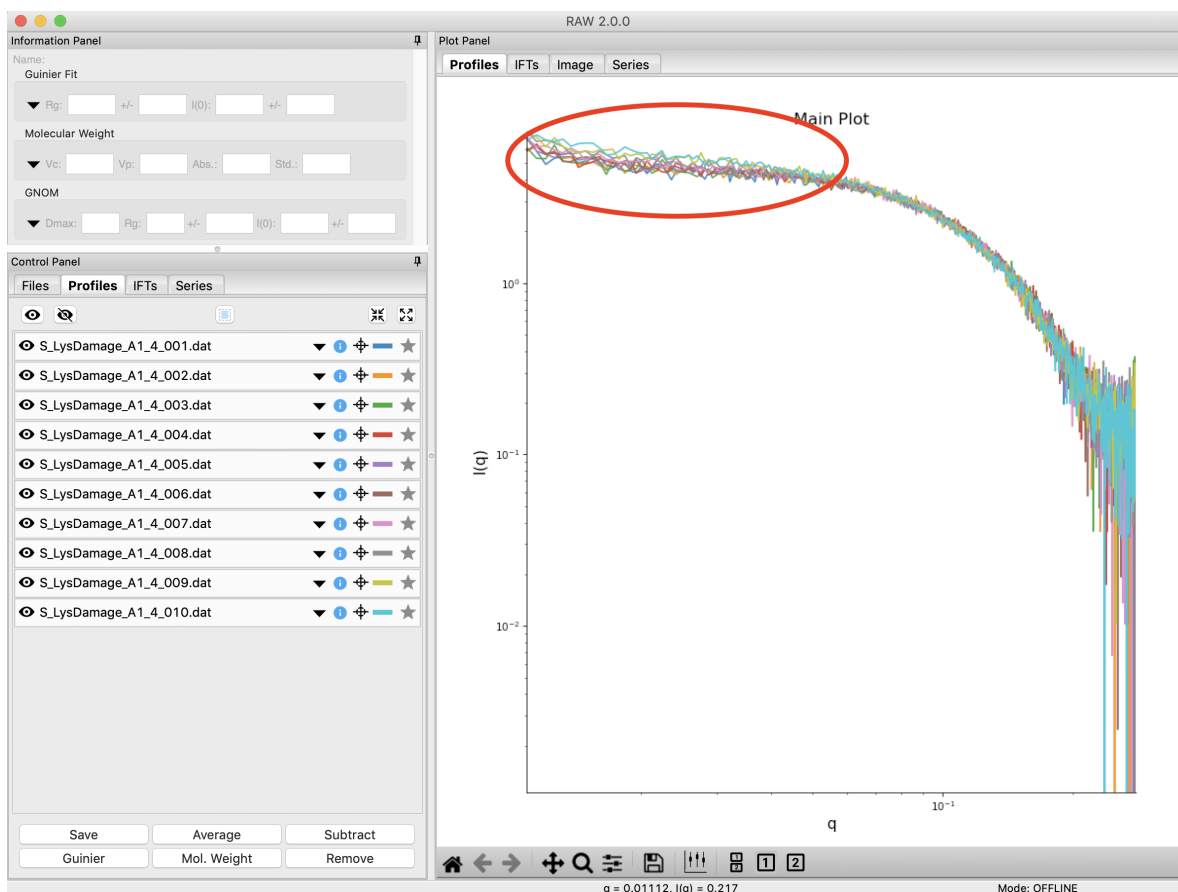 RAW 2.0.0
Information Panel
Name:
Guinier Fit
Rg: +/- I(0): +/-
Molecular Weight
Vc: Vp: Abs.: Std.:
GNOM
Dmax: Rg: +/- I(0): +/-
Control Panel
Files Profiles IFTs Series
S_LysDamage_A1_4_001.dat
S_LysDamage_A1_4_002.dat
S_LysDamage_A1_4_003.dat
S_LysDamage_A1_4_004.dat
S_LysDamage_A1_4_005.dat
S_LysDamage_A1_4_006.dat
S_LysDamage_A1_4_007.dat
S_LysDamage_A1_4_008.dat
S_LysDamage_A1_4_009.dat
S_LysDamage_A1_4_010.dat
Save Average Subtract
Guinier Mol. Weight Remove
Plot Panel
Profiles IFTs Image Series
Main Plot
I(q)
10⁰
10⁻¹
10⁻²
10⁻¹
q
1 2 1 2
q = 0.01112, I(q) = 0.217 Mode: OFFLINE